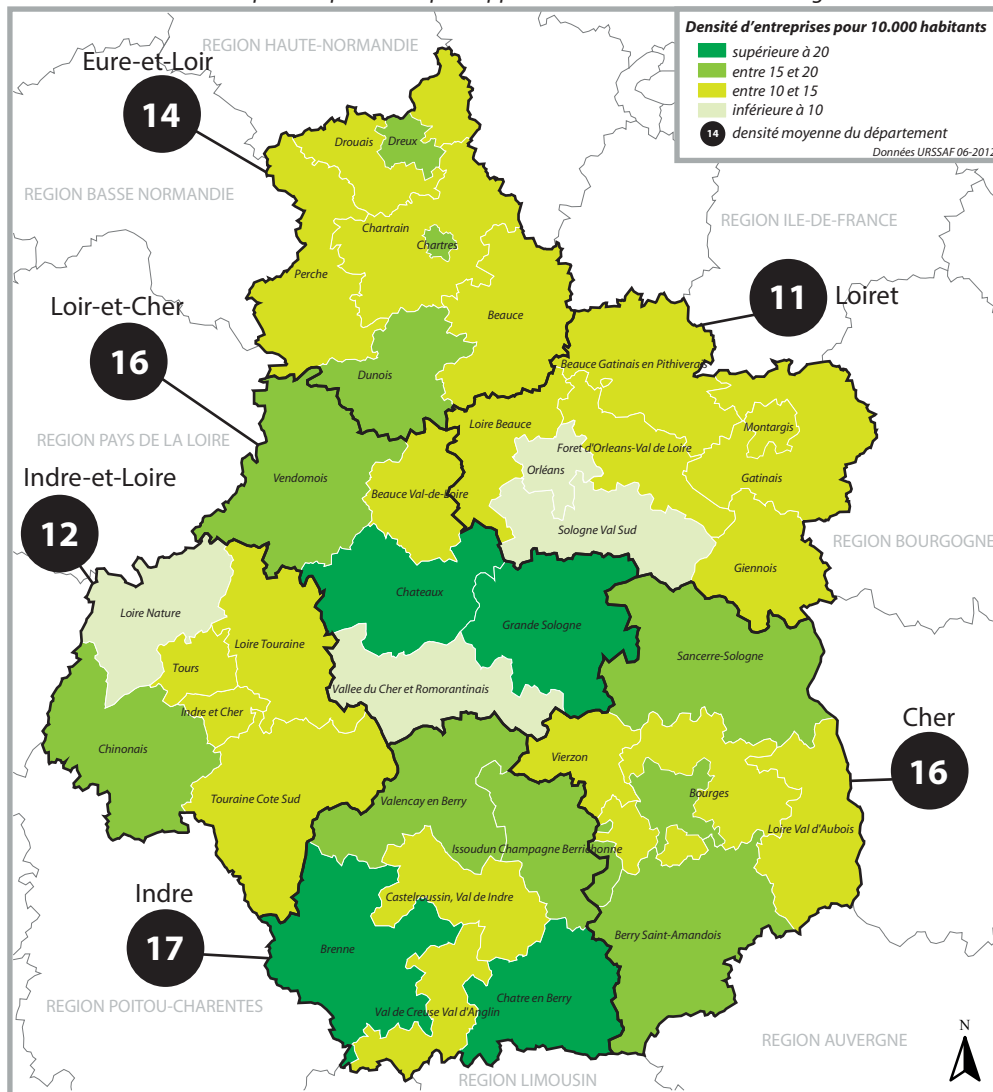 Densité d'entreprises pour 10.000 habitants
supérieure à 20
entre 15 et 20
entre 10 et 15
inférieure à 10
14 densité moyenne du département
Données URSSAF 06-2012
REGION HAUTE-NORMANDIE
Eure-et-Loir
14
Drouais
Dreux
REGION BASSE NORMANDIE
REGION ILE-DE-FRANCE
Chartrain
Chartres
Perche
Beauce
11
Loiret
Loir-et-Cher
16
Dunois
Beauce Gatinais en Pithiverais
REGION PAYS DE LA LOIRE
Loire Beauce
Montargis
Foret d'Orleans-Val de Loire
Orléans
Gatinais
Vendomois
Beauce Val-de-Loire
Indre-et-Loire
12
Sologne Val Sud
REGION BOURGOGNE
Giennois
Chateaux
Loire Nature
Grande Sologne
Loire Touraine
Sancerre-Sologne
Tours
Vallee du Cher et Romorantinais
Indre et Cher
Cher
16
Chinonais
Vierzon
Touraine Cote Sud
Valencay en Berry
Bourges
Loire Val d'Aubois
Issoudun Champagne Berrichonne
Indre
17
Castelroussin, Val de Indre
Brenne
Berry Saint-Amandois
Chatre en Berry
Val de Creuse Val d'Anglin
REGION POITOU-CHARENTES
REGION LIMOUSIN
REGION AUVERGNE
N